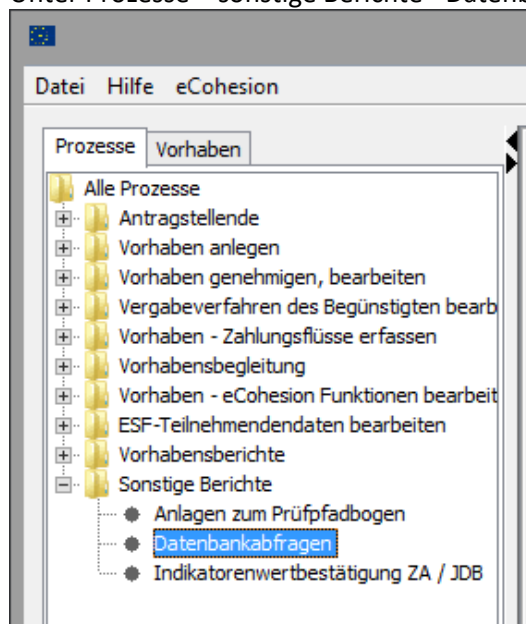 Datei Hilfe eCohesion
Prozesse Vorhaben
Alle Prozesse
Antragstellende
Vorhaben anlegen
Vorhaben genehmigen, bearbeiten
Vergabeverfahren des Begünstigten bearb
Vorhaben - Zahlungsflüsse erfassen
Vorhabensbegleitung
Vorhaben - eCohesion Funktionen bearbeit
ESF-Teilnehmendendaten bearbeiten
Vorhabensberichte
Sonstige Berichte
Anlagen zum Prüfpfadbogen
Datenbankabfragen
Indikatorenwertbestätigung ZA / JDB